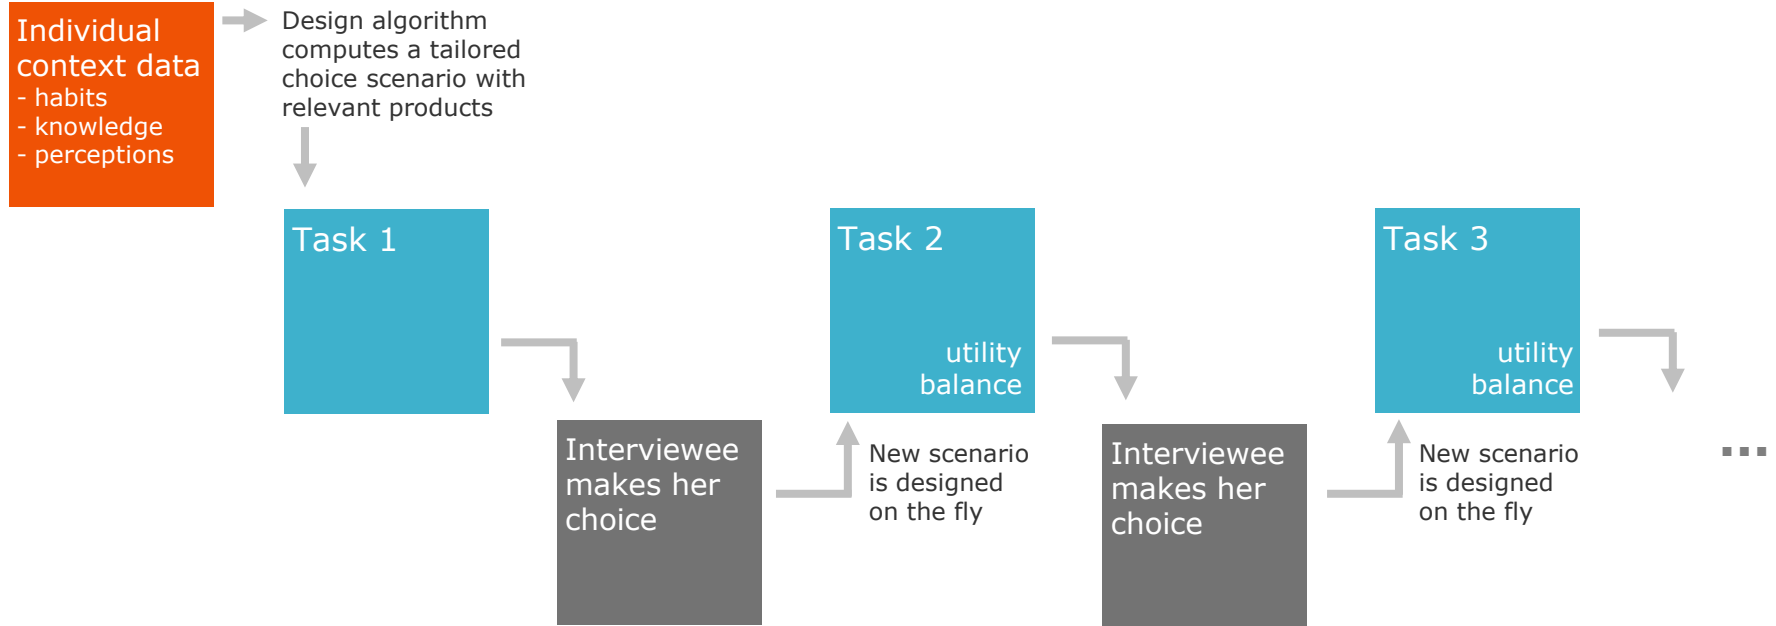 Individual
context data
- habits
- knowledge
- perceptions
Design algorithm
computes a tailored
choice scenario with
relevant products
Task 1
Interviewee
makes her
choice
Task 2
utility
balance
New scenario
is designed
on the fly
Interviewee
makes her
choice
Task 3
utility
balance
New scenario
is designed
on the fly
...